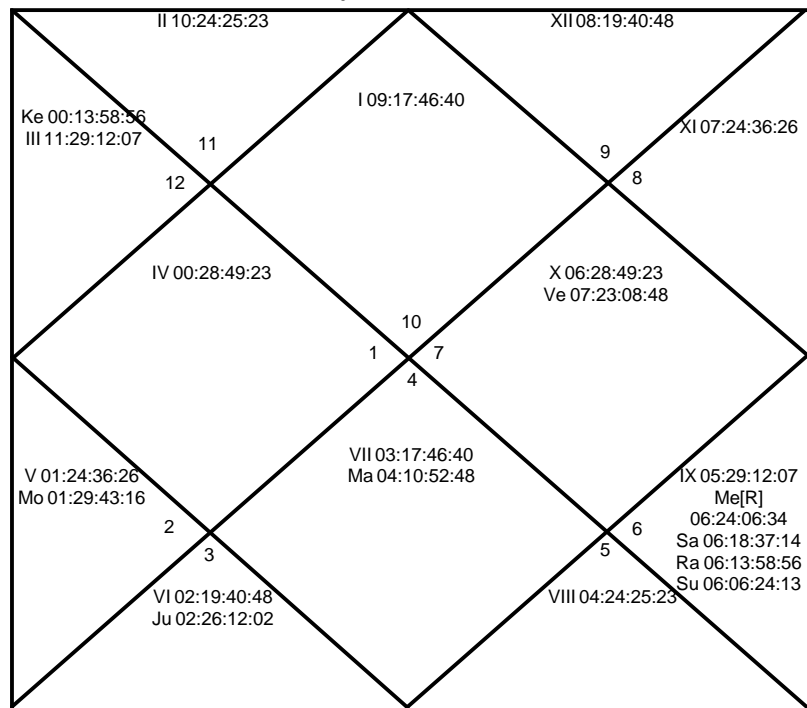 II 10:24:25:23
XII 08:19:40:48
I 09:17:46:40
Ke 00:13:58:56
III 11:29:12:07
XI 07:24:36:26
11
9
12
8
IV 00:28:49:23
X 06:28:49:23
Ve 07:23:08:48
10
1
7
4
VII 03:17:46:40
Ma 04:10:52:48
V 01:24:36:26
Mo 01:29:43:16
IX 05:29:12:07
Me[R]
06:24:06:34
Sa 06:18:37:14
Ra 06:13:58:56
Su 06:06:24:13
2
6
3
5
VI 02:19:40:48
Ju 02:26:12:02
VIII 04:24:25:23